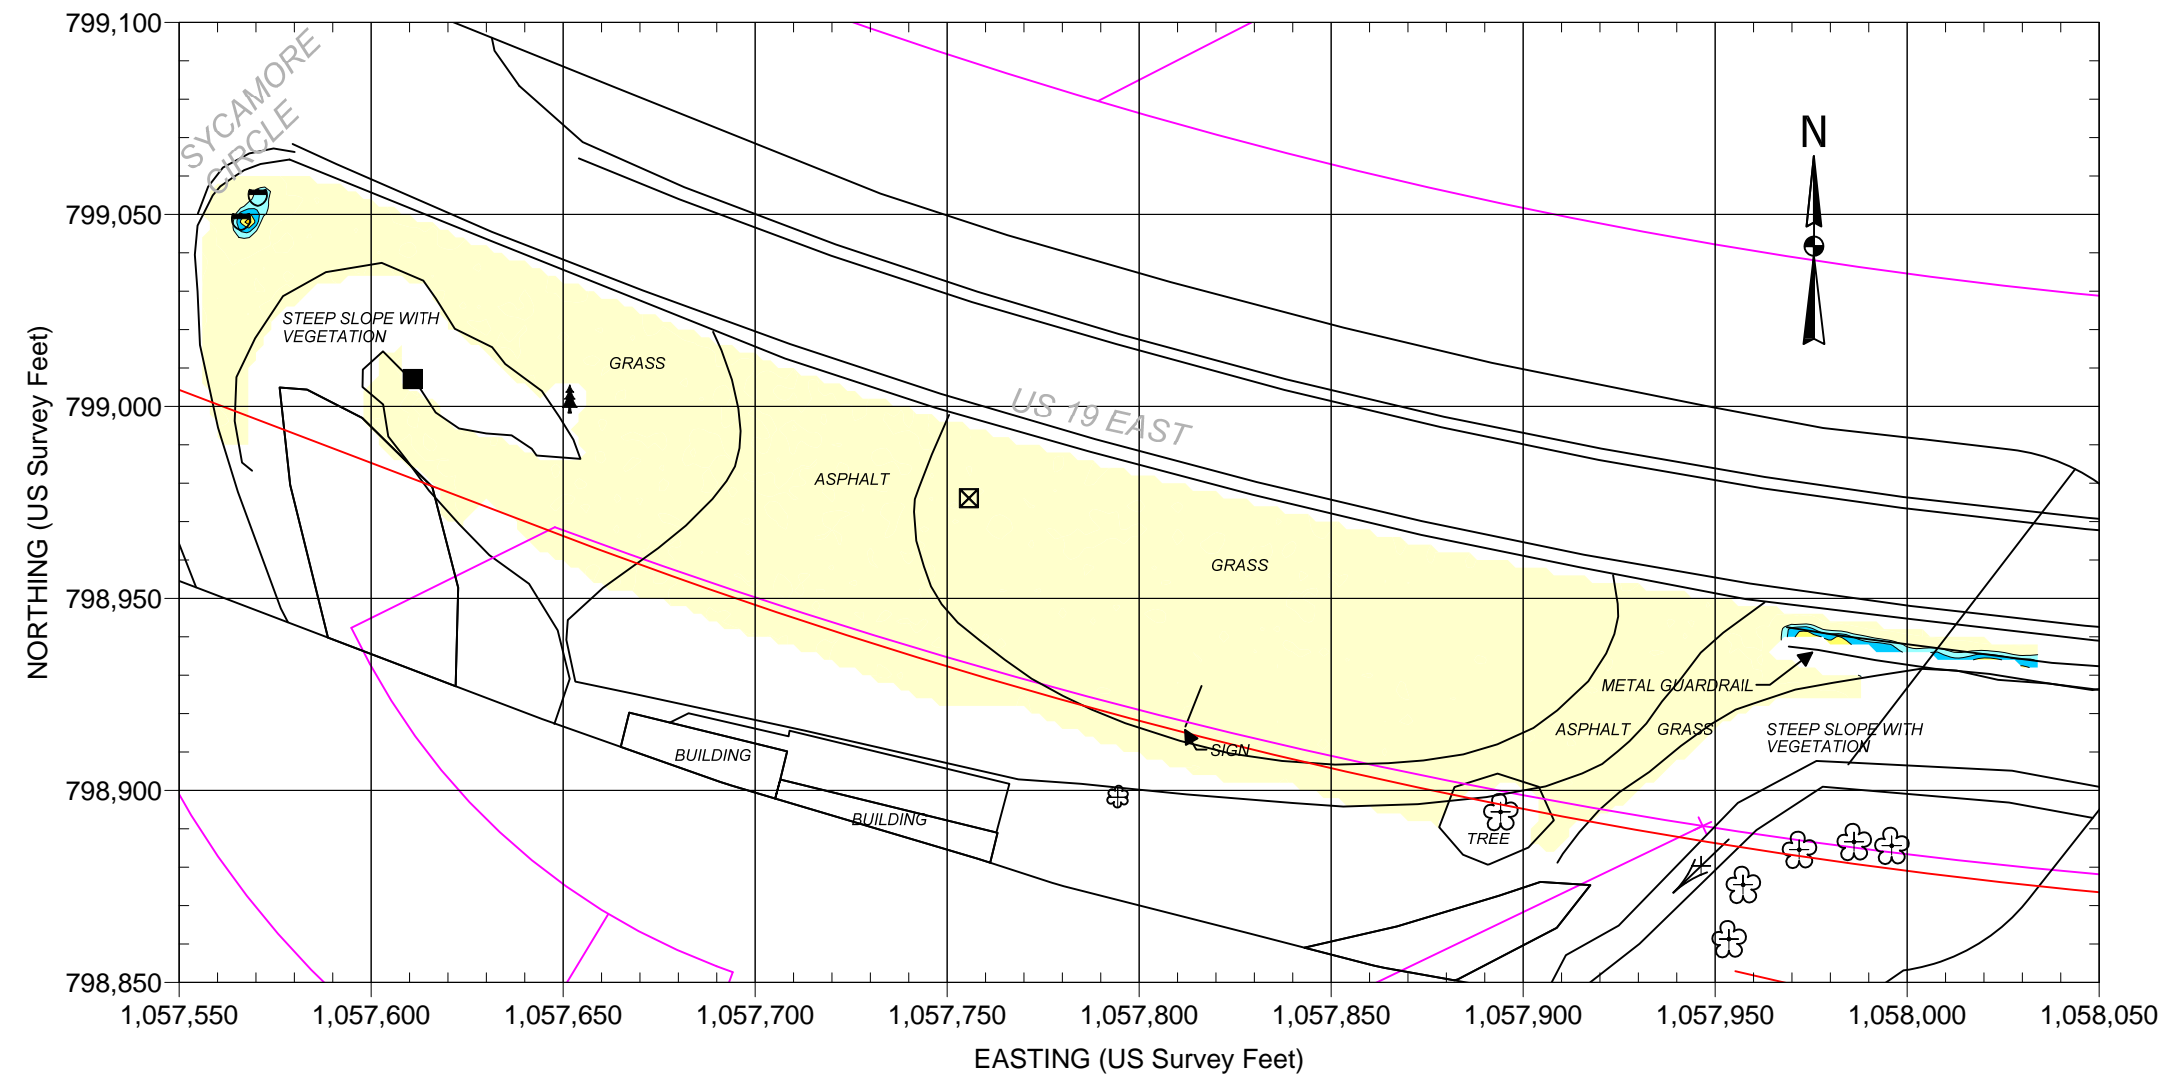 799,100
799,050
799,000
798,950
798,900
798,850
NORTHING (US Survey Feet)
SYCAMORE
CIRCLE
N
STEEP SLOPE WITH
VEGETATION
GRASS
US 19 EAST
ASPHALT
GRASS
METAL GUARDRAIL
ASPHALT
GRASS
STEEP SLOPE WITH
VEGETATION
SIGN
BUILDING
BUILDING
TREE
1,057,550
1,057,600
1,057,650
1,057,700
1,057,750
1,057,800
1,057,850
1,057,900
1,057,950
1,058,000
1,058,050
EASTING (US Survey Feet)